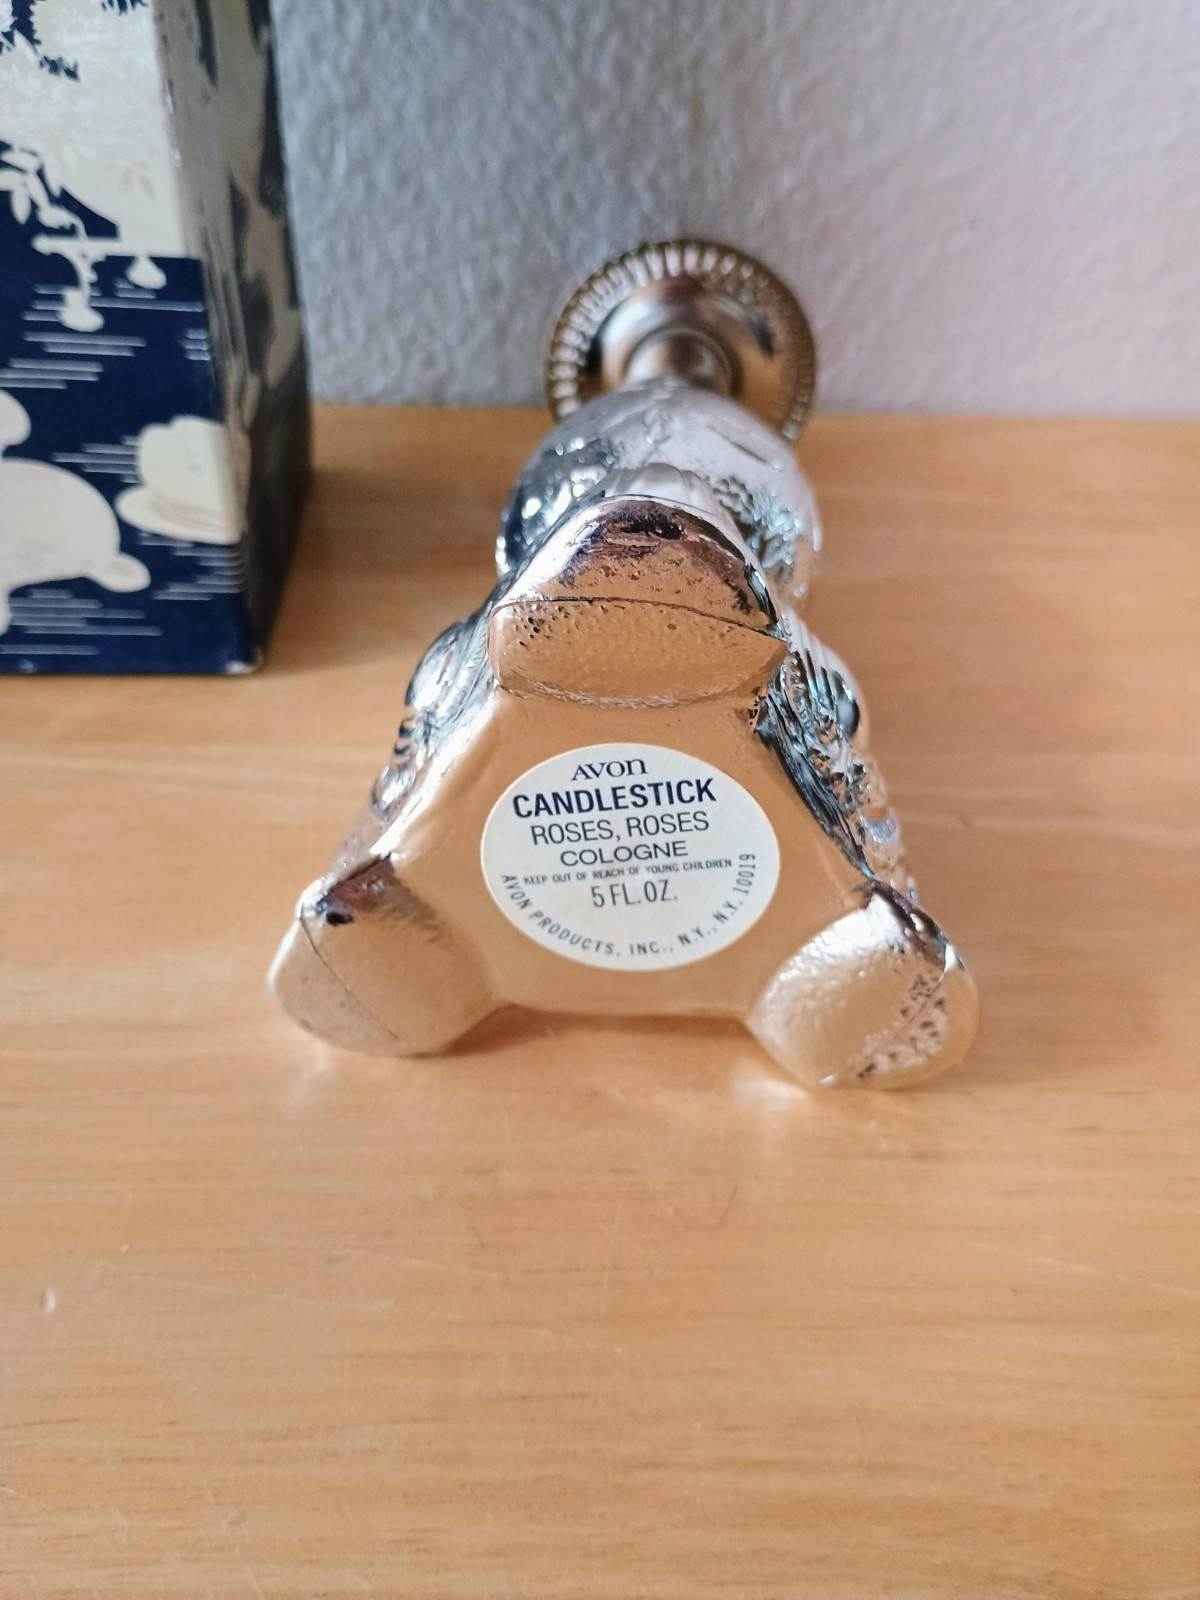 AVON
CANDLESTICK
ROSES, ROSES
COLOGNE
KEEP OUT OF REACH OF YOUNG CHILDREN
5 FL.OZ.
AVON PRODUCTS, INC., N.Y., N.Y. 10019